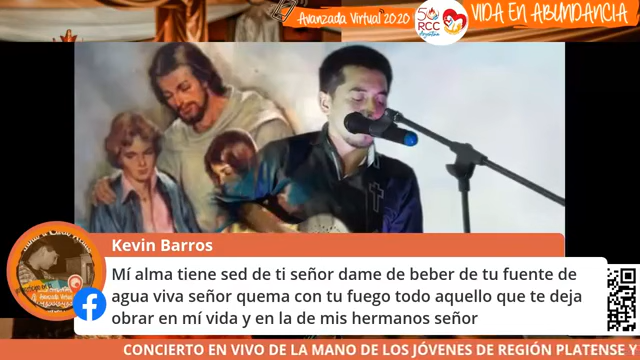 Avanzada Virtual 2020
50
RCC
Argentina
VIDA EN ABUNDANCIA
Kevin Barros
Mí alma tiene sed de ti señor dame de beber de tu fuente de
agua viva señor quema con tu fuego todo aquello que te deja
obrar en mí vida y en la de mis hermanos señor
CONCIERTO EN VIVO DE LA MANO DE LOS JÓVENES DE REGIÓN PLATENSE Y